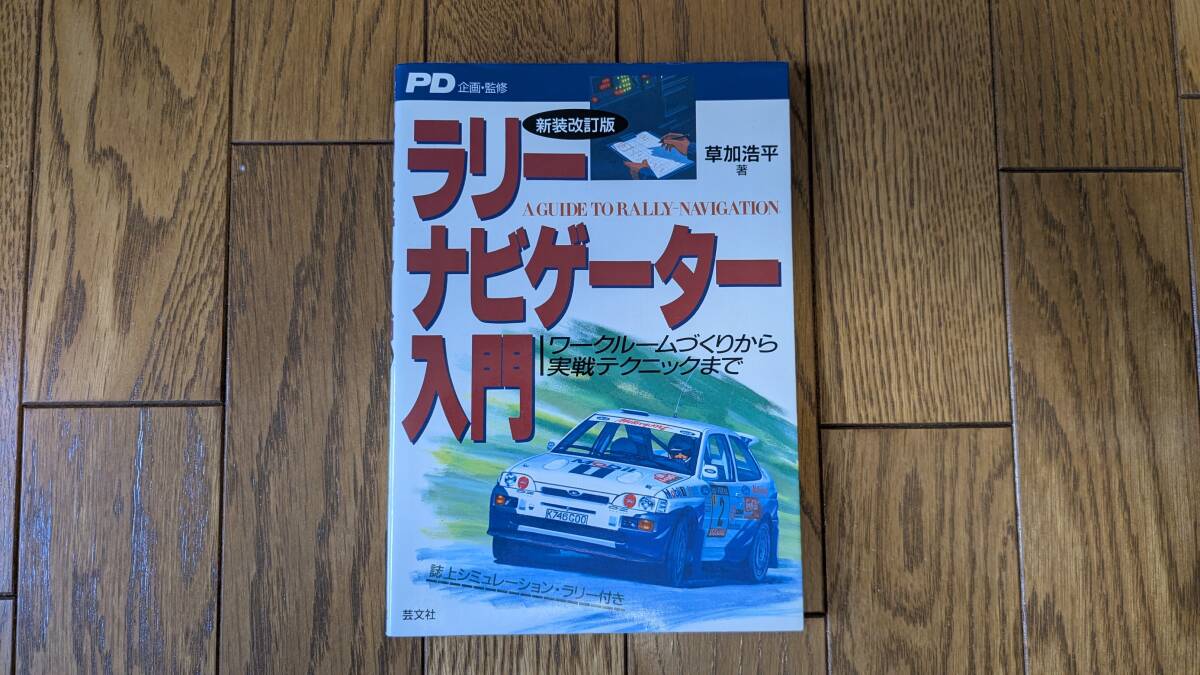 PD 企画・監修
新装改訂版
草加浩平
著
ラリー
A GUIDE TO RALLY-NAVIGATION
ナビゲーター
入門
ワークルームづくりから
実戦テクニックまで
Mobil
2
K746GOO
誌上シミュレーション・ラリー付き
芸文社